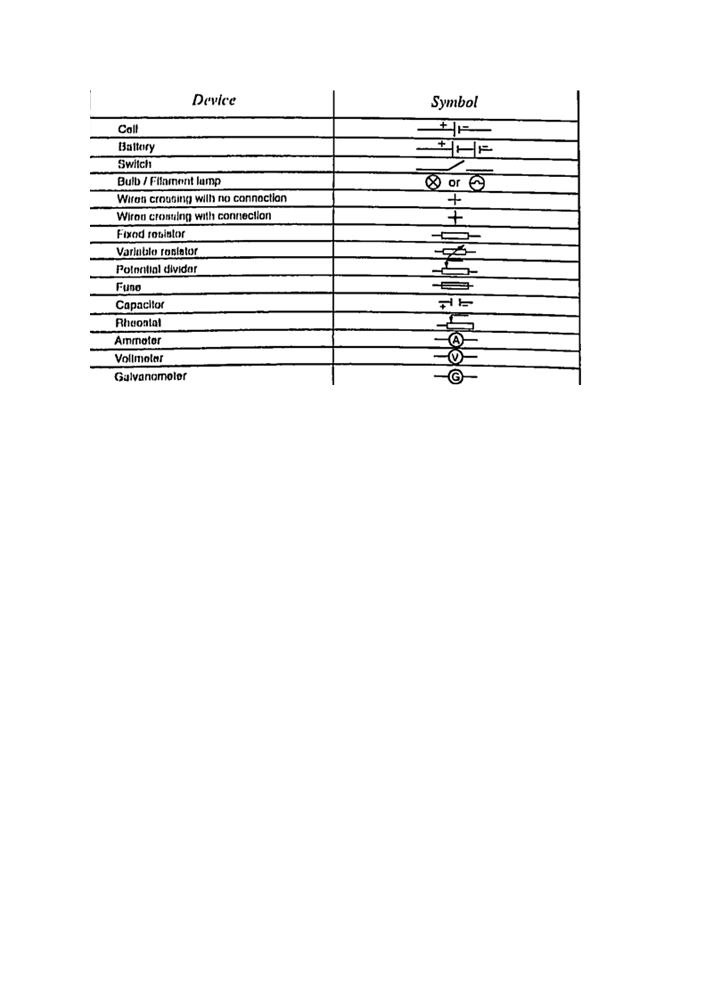 Device Symbol
Cell + -
Battery + -
Switch
Bulb / Filament lamp or
Wires crossing with no connection
Wires crossing with connection
Fixed resistor
Variable resistor
Potential divider
Fuse
Capacitor + -
Rheostat
Ammeter A
Voltmeter V
Galvanometer G